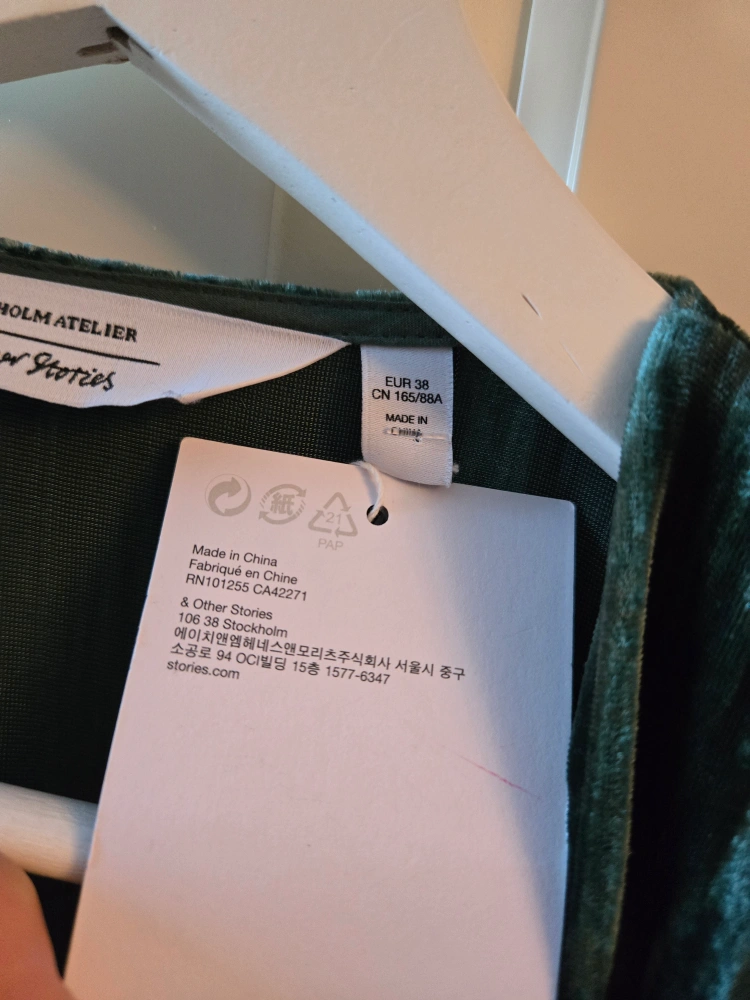 HOLM ATELIER
er Stories
EUR 38
CN 165/88A
MADE IN
紙
21
PAP
Made in China
Fabriqué en Chine
RN101255 CA42271
& Other Stories
106 38 Stockholm
에이치앤엠헤네스앤모리츠주식회사 서울시 중구
소공로 94 OCI빌딩 15층 1577-6347
stories.com